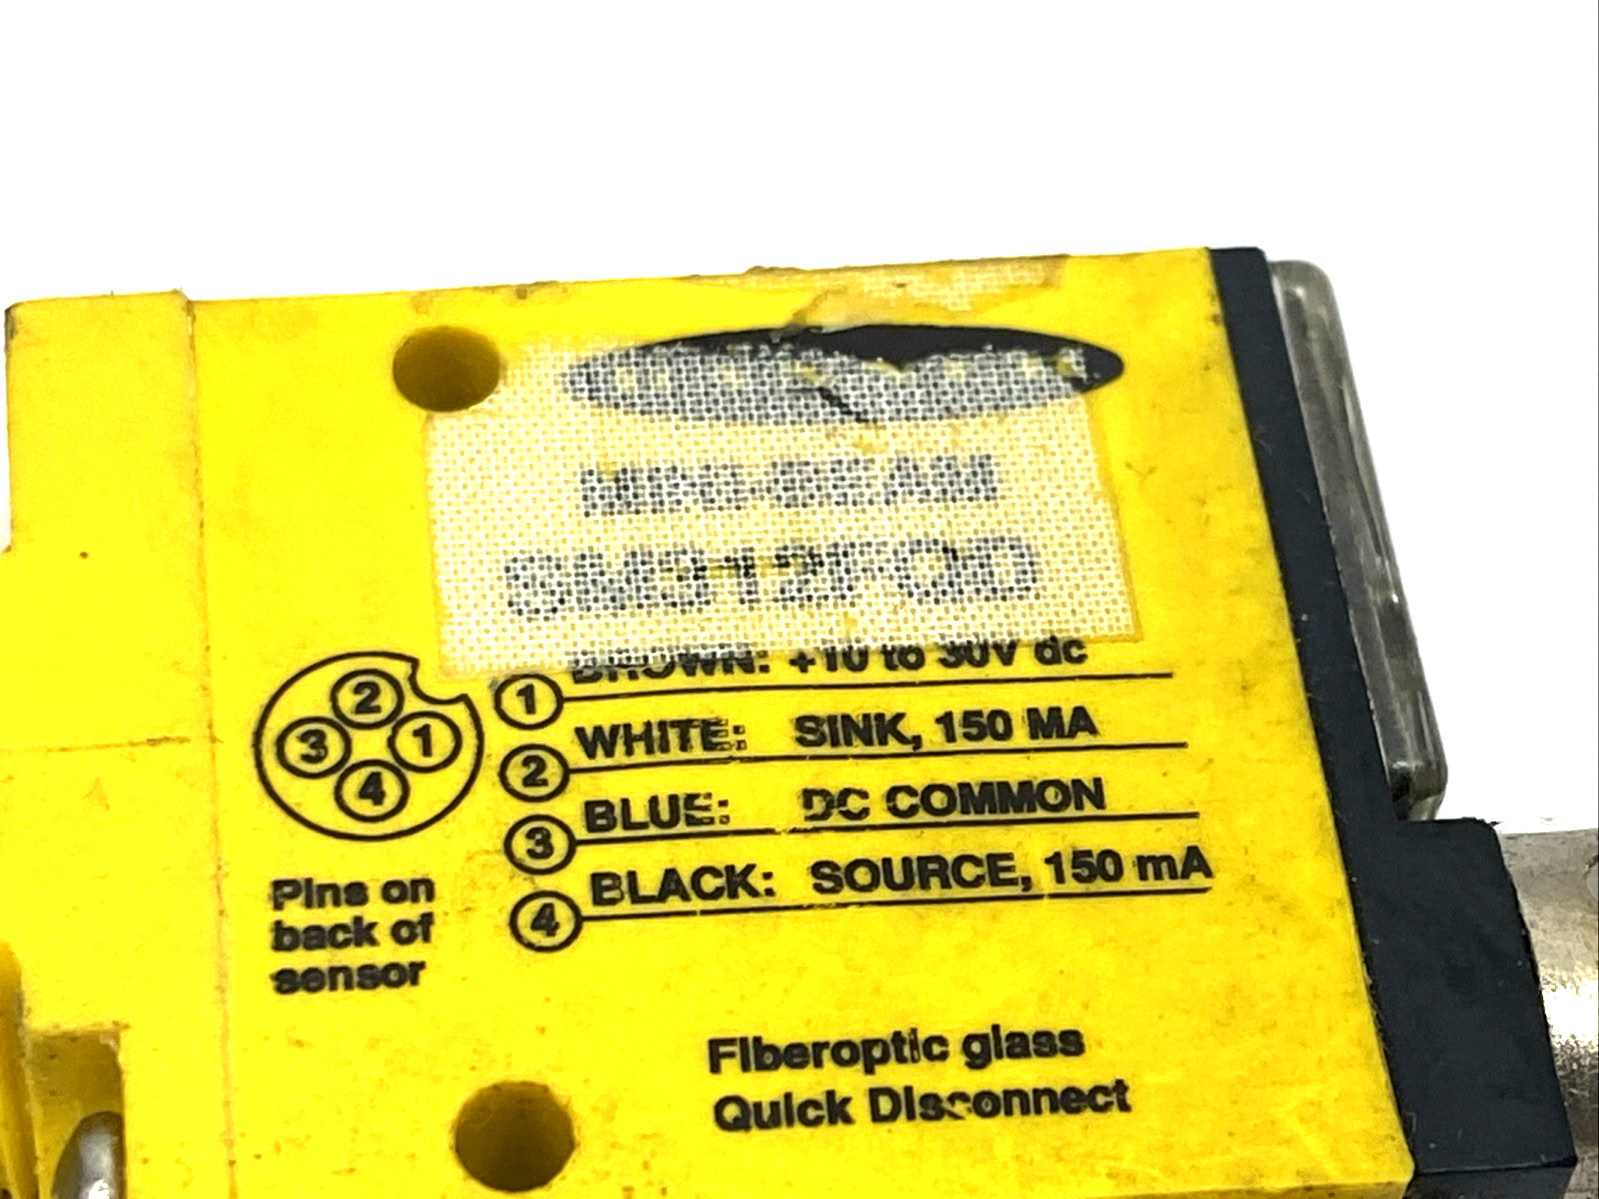 MINI-BEAM
SM312FQD
2
3 1
4
1 BROWN: +10 to 30V dc
2 WHITE: SINK, 150 MA
3 BLUE: DC COMMON
4 BLACK: SOURCE, 150 mA
Pins on
back of
sensor
Fiberoptic glass
Quick Disconnect